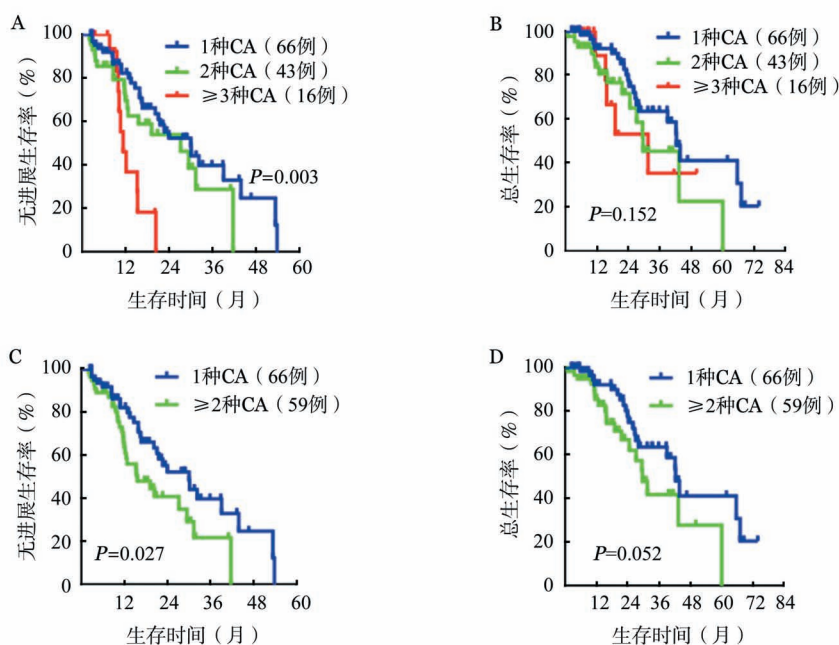 A
100
80
60
40
20
0
无进展生存率（%）
1种CA（66例）
2种CA（43例）
≥3种CA（16例）
P=0.003
12 24 36 48 60
生存时间（月）
B
100
80
60
40
20
0
总生存率（%）
1种CA（66例）
2种CA（43例）
≥3种CA（16例）
P=0.152
12 24 36 48 60 72 84
生存时间（月）
C
100
80
60
40
20
0
无进展生存率（%）
1种CA（66例）
≥2种CA（59例）
P=0.027
12 24 36 48 60
生存时间（月）
D
100
80
60
40
20
0
总生存率（%）
1种CA（66例）
≥2种CA（59例）
P=0.052
12 24 36 48 60 72 84
生存时间（月）